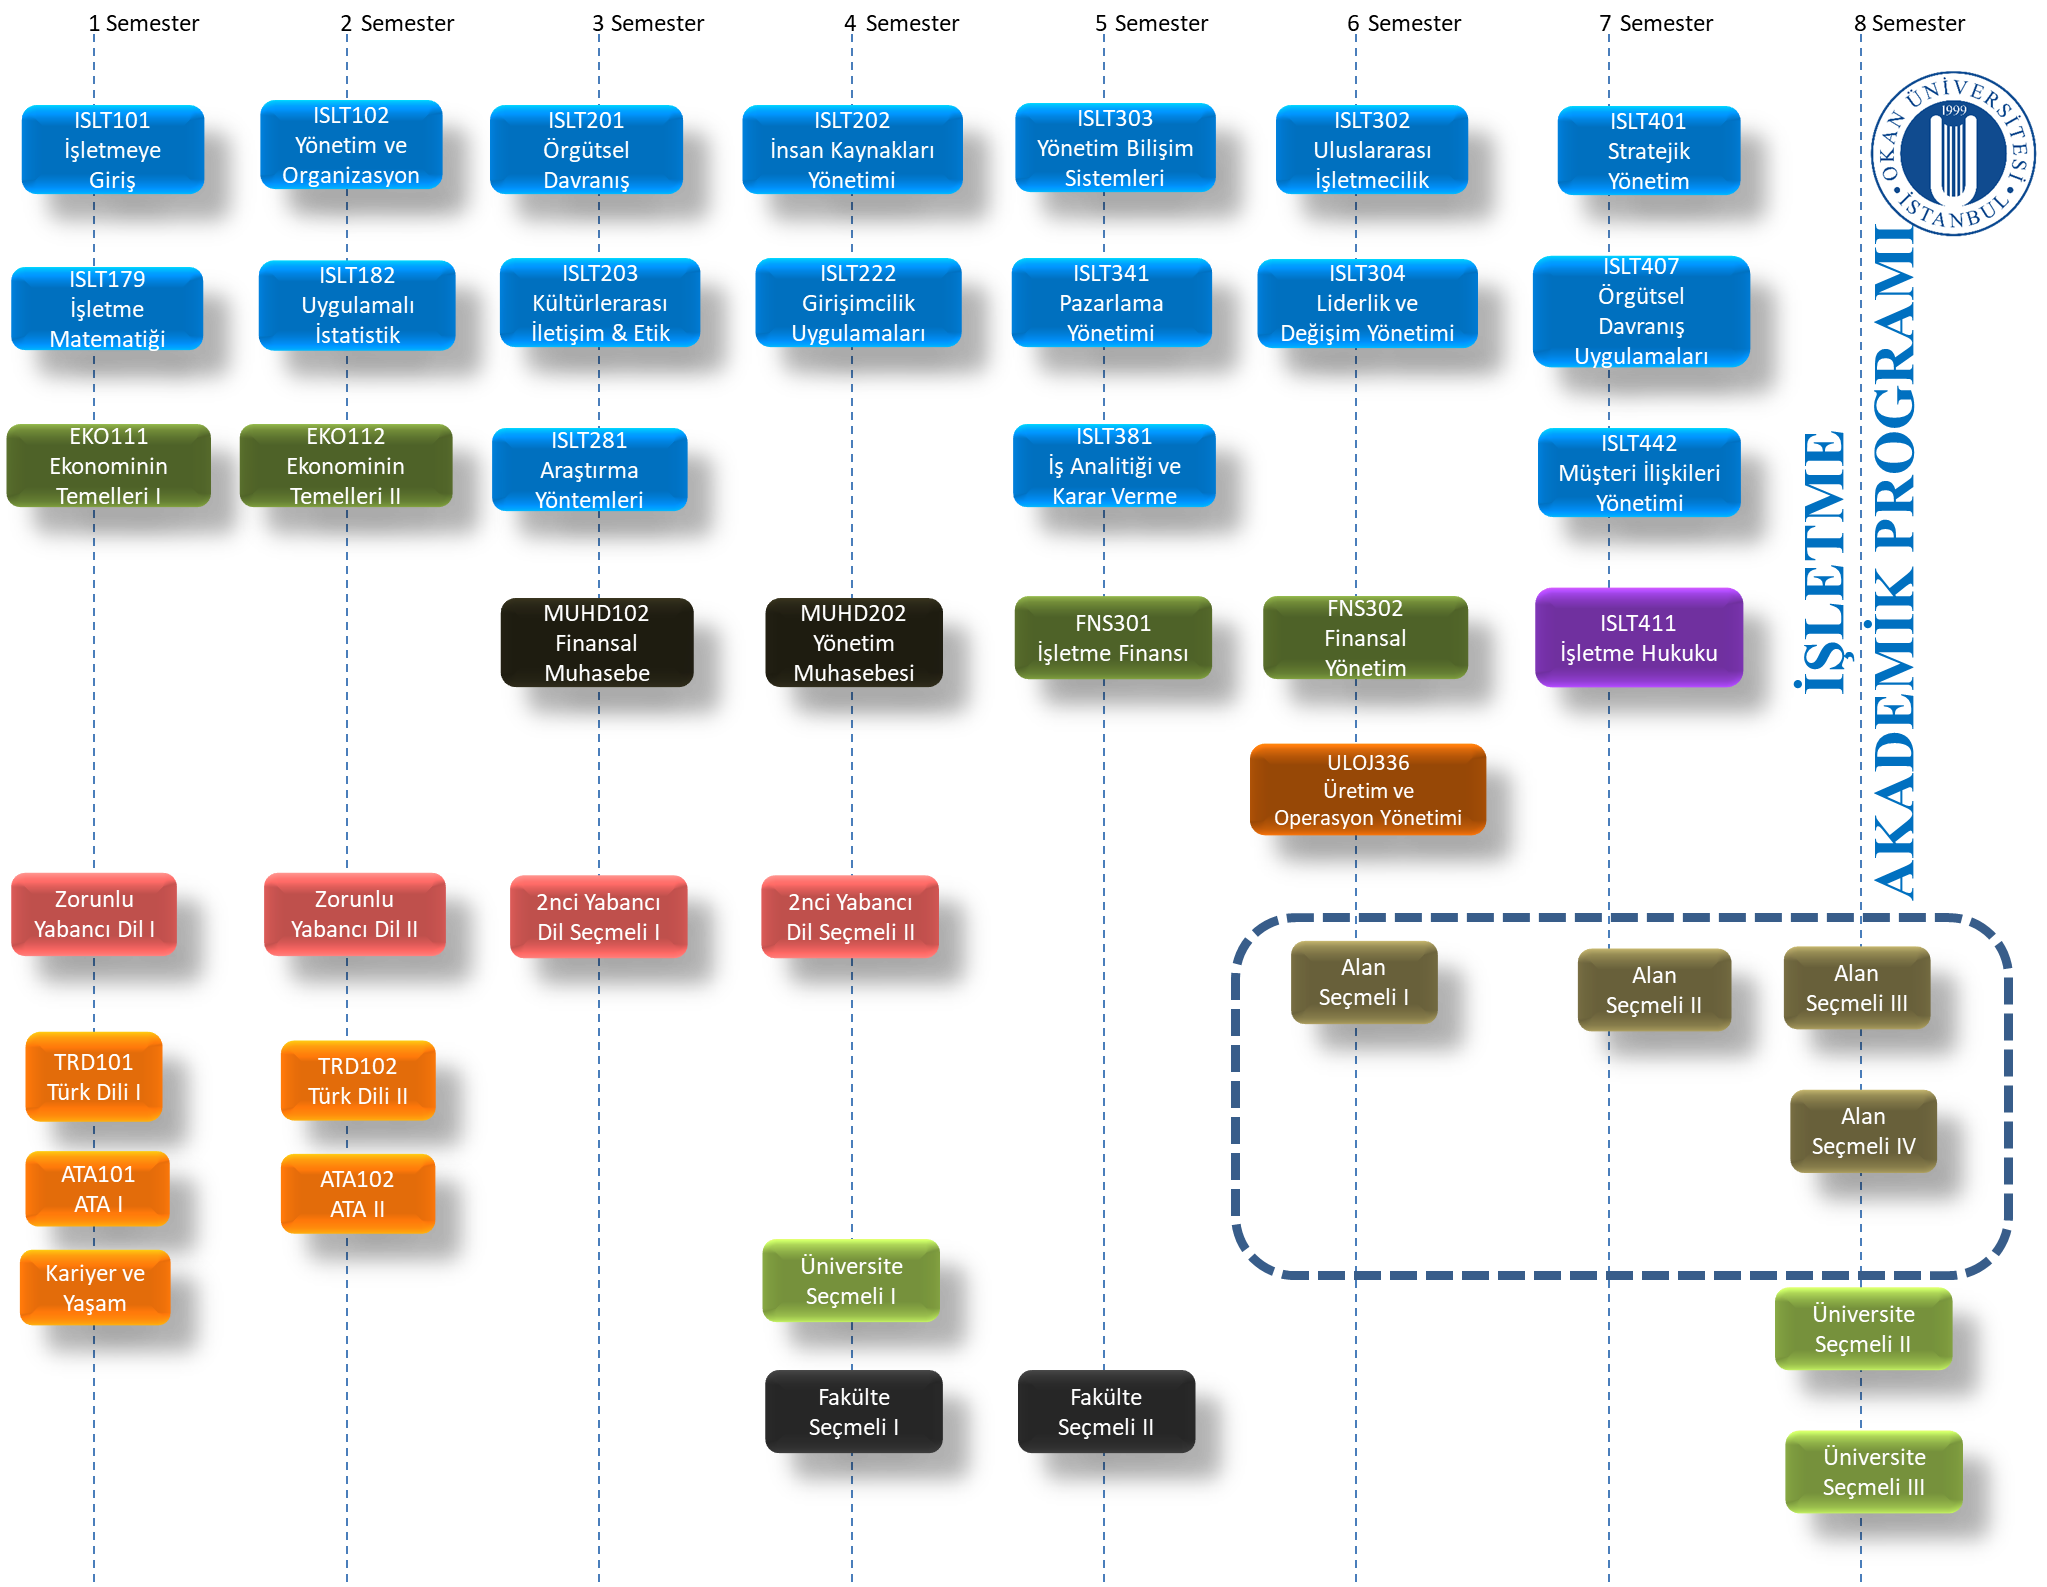 1 Semester
2 Semester
3 Semester
4 Semester
5 Semester
6 Semester
7 Semester
8 Semester
ISLT101
İşletmeye
Giriş
ISLT102
Yönetim ve
Organizasyon
ISLT201
Örgütsel
Davranış
ISLT202
İnsan Kaynakları
Yönetimi
ISLT303
Yönetim Bilişim
Sistemleri
ISLT302
Uluslararası
İşletmecilik
ISLT401
Stratejik
Yönetim
OKAN ÜNİVERSİTESİ
1999
İSTANBUL
ISLT179
İşletme
Matematiği
ISLT182
Uygulamalı
İstatistik
ISLT203
Kültürlerarası
İletişim & Etik
ISLT222
Girişimcilik
Uygulamaları
ISLT341
Pazarlama
Yönetimi
ISLT304
Liderlik ve
Değişim Yönetimi
ISLT407
Örgütsel
Davranış
Uygulamaları
İŞLETME
AKADEMİK PROGRAMI
EKO111
Ekonominin
Temelleri I
EKO112
Ekonominin
Temelleri II
ISLT281
Araştırma
Yöntemleri
ISLT381
İş Analitiği ve
Karar Verme
ISLT442
Müşteri İlişkileri
Yönetimi
MUHD102
Finansal
Muhasebe
MUHD202
Yönetim
Muhasebesi
FNS301
İşletme Finansı
FNS302
Finansal
Yönetim
ISLT411
İşletme Hukuku
ULOJ336
Üretim ve
Operasyon Yönetimi
Zorunlu
Yabancı Dil I
Zorunlu
Yabancı Dil II
2nci Yabancı
Dil Seçmeli I
2nci Yabancı
Dil Seçmeli II
Alan
Seçmeli I
Alan
Seçmeli II
Alan
Seçmeli III
TRD101
Türk Dili I
TRD102
Türk Dili II
Alan
Seçmeli IV
ATA101
ATA I
ATA102
ATA II
Kariyer ve
Yaşam
Üniversite
Seçmeli I
Üniversite
Seçmeli II
Fakülte
Seçmeli I
Fakülte
Seçmeli II
Üniversite
Seçmeli III